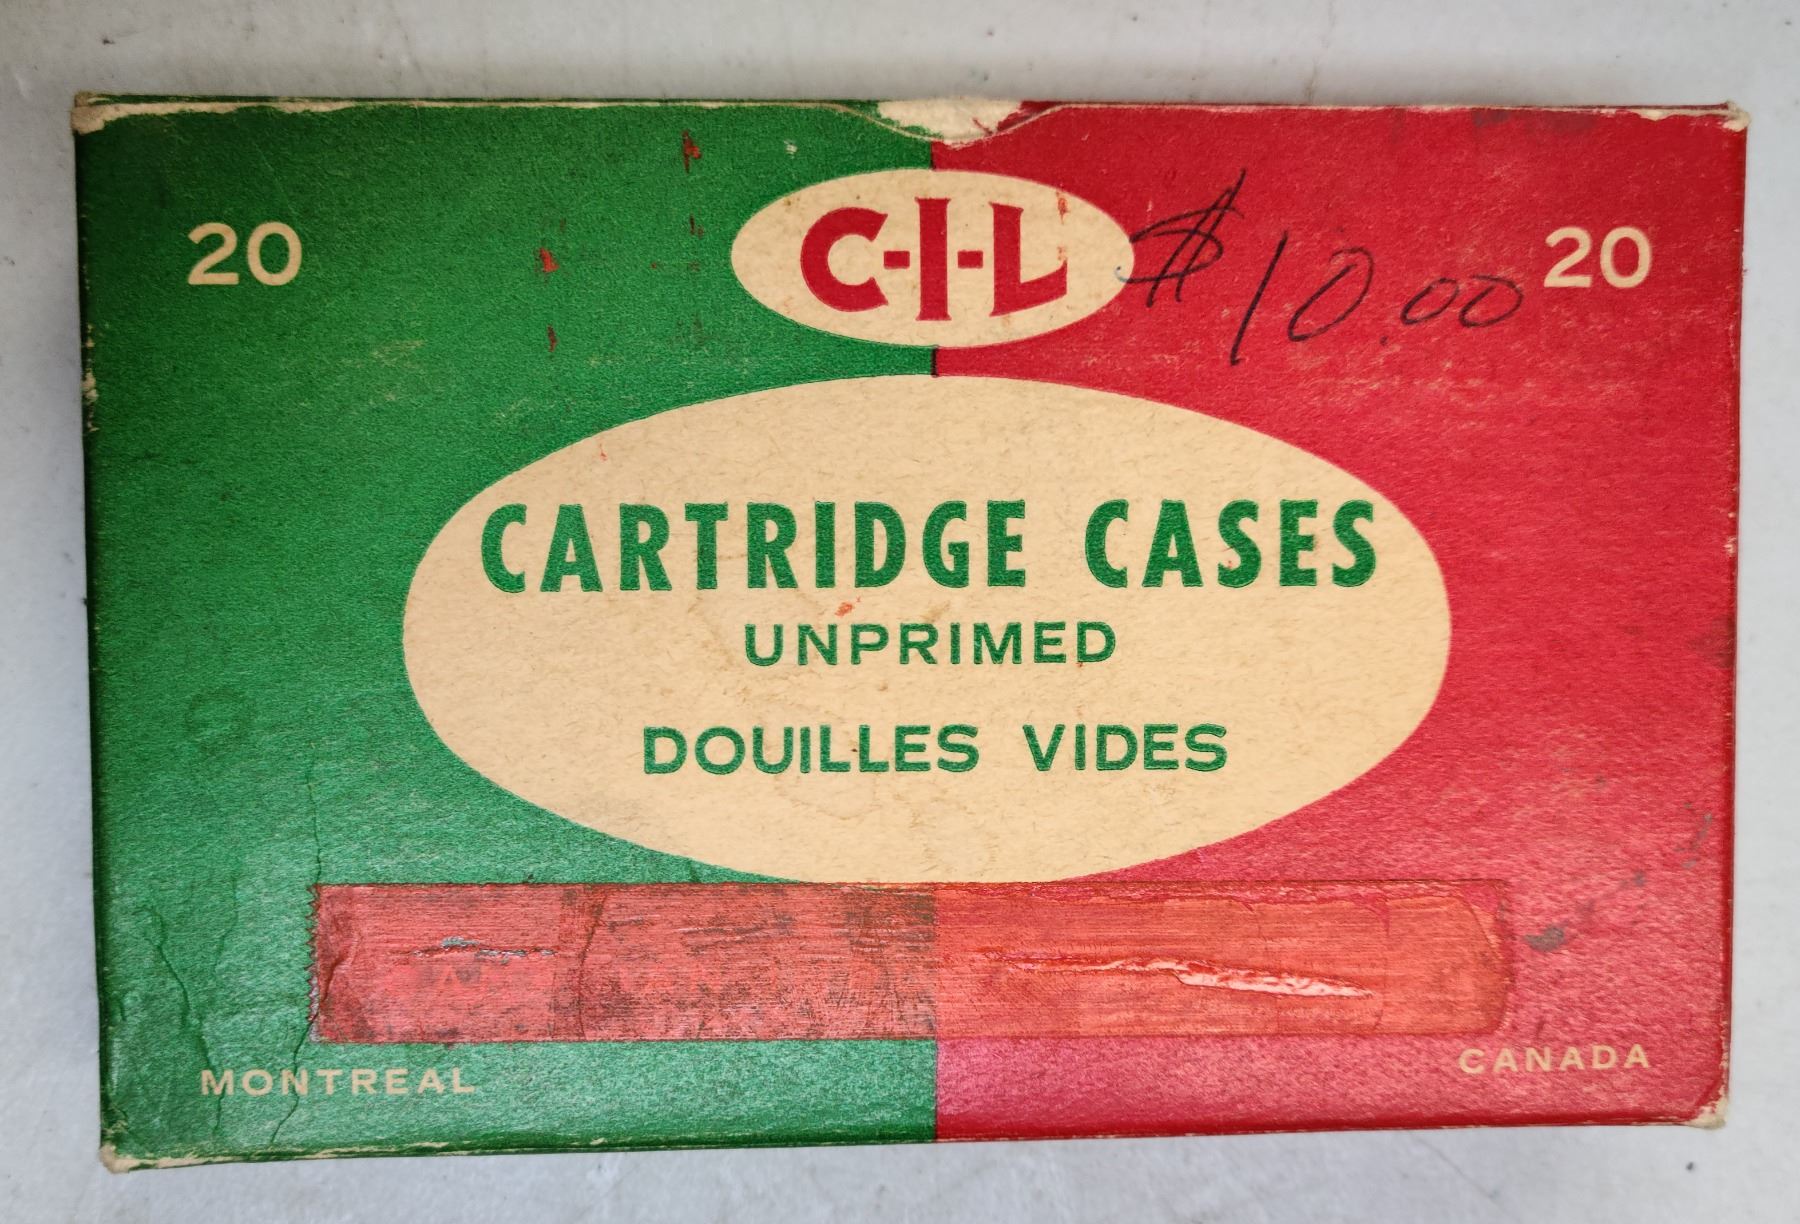 20 C-I-L $10.00 20
CARTRIDGE CASES
UNPRIMED
DOUILLES VIDES
MONTREAL CANADA